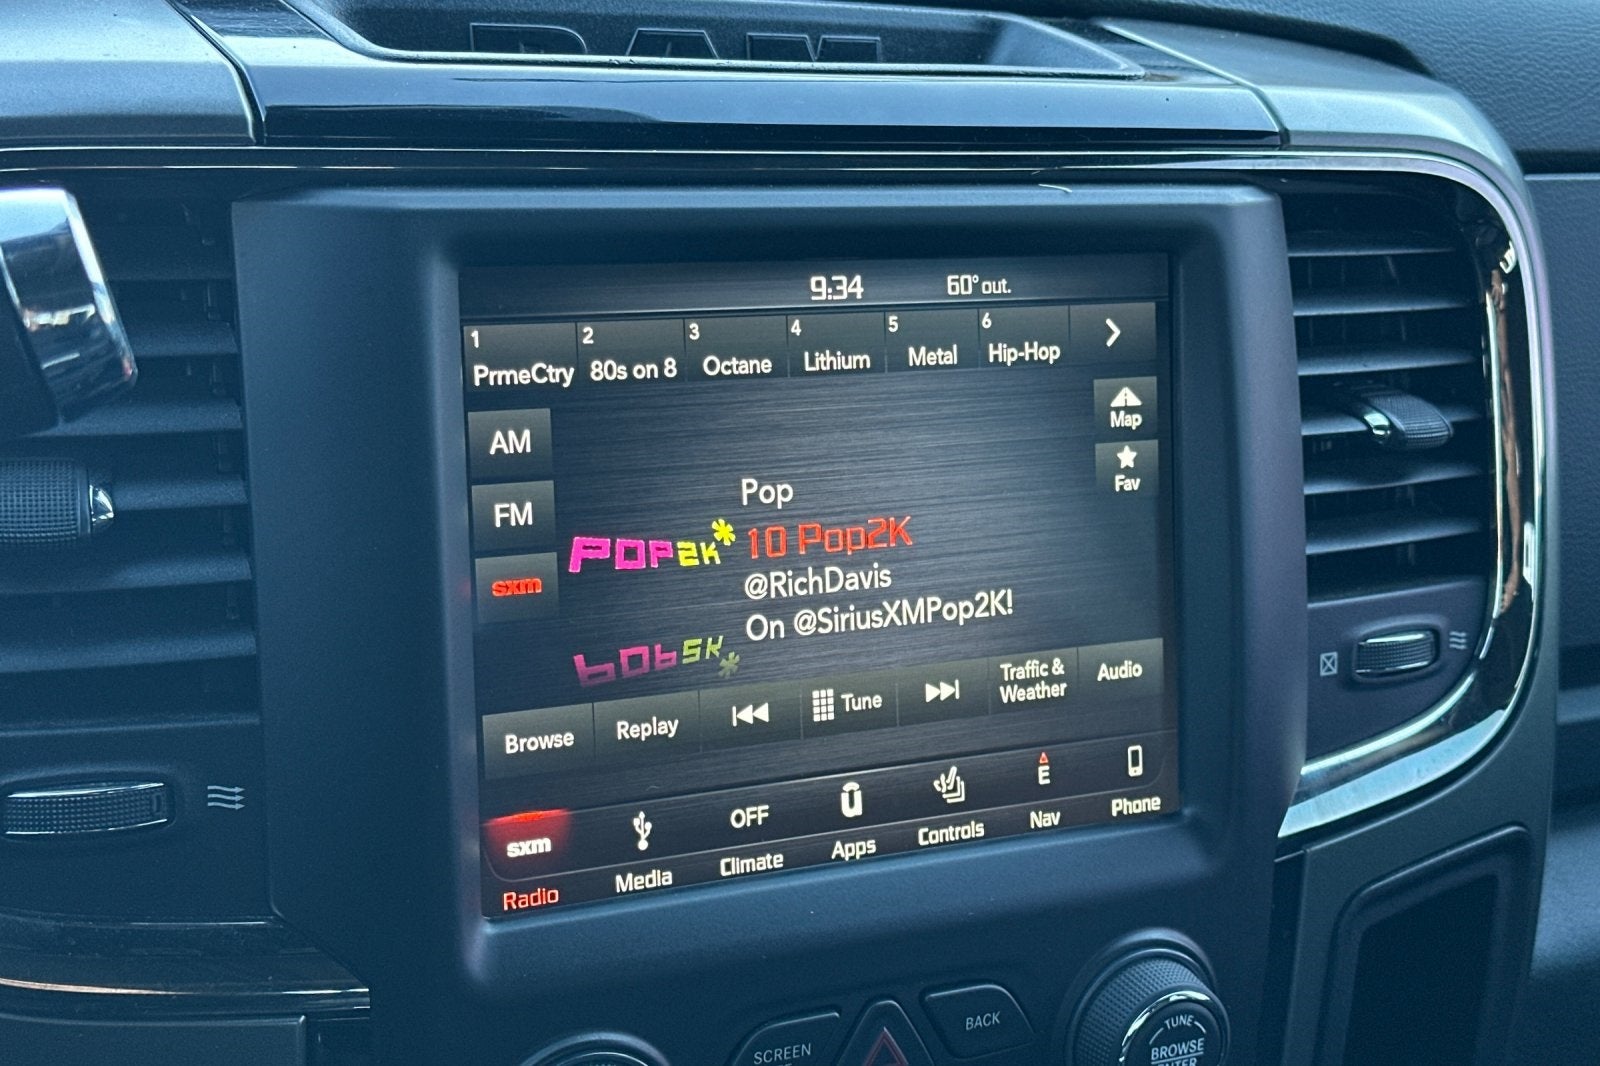 RAM
9:34 60° out.
1 2 3 4 5 6
PrmeCtry 80s on 8 Octane Lithium Metal Hip-Hop
AM
Map
Fav
FM
Pop
POP2K* 10 Pop2K
sxm
@RichDavis
On @SiriusXMPop2K!
Browse Replay Tune Traffic & Weather Audio
sxm OFF ū E
Radio Media Climate Apps Controls Nav Phone
SCREEN
BACK
TUNE
BROWSE
ENTER